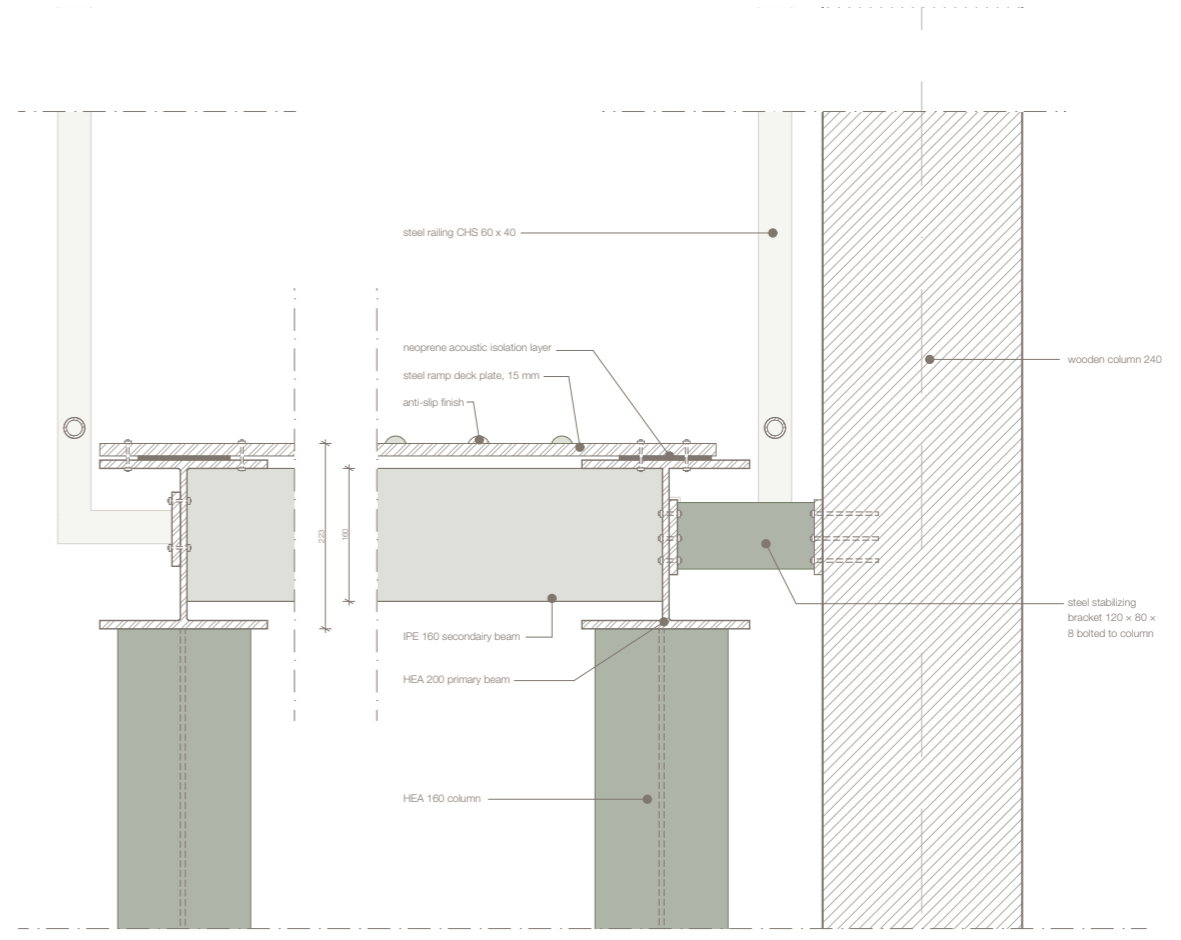 steel railing CHS 60 x 40
neoprene acoustic isolation layer
steel ramp deck plate, 15 mm
anti-slip finish
wooden column 240
223
160
steel stabilizing
bracket 120 × 80 ×
8 bolted to column
IPE 160 secondairy beam
HEA 200 primary beam
HEA 160 column